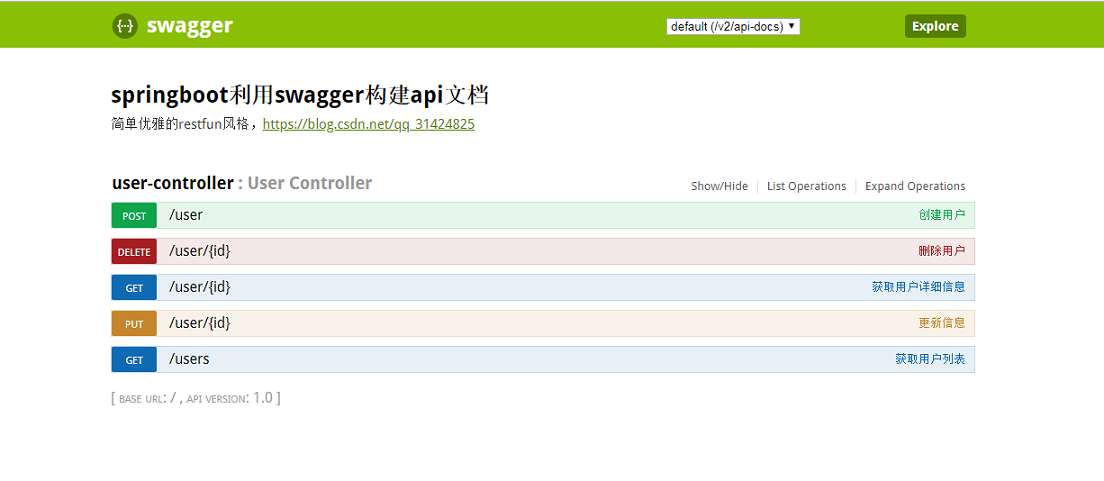 {···} swagger default (/v2/api-docs) ▼ Explore
springboot利用swagger构建api文档
简单优雅的restfun风格，https://blog.csdn.net/qq_31424825
user-controller : User Controller Show/Hide List Operations Expand Operations
POST /user 创建用户
DELETE /user/{id} 删除用户
GET /user/{id} 获取用户详细信息
PUT /user/{id} 更新信息
GET /users 获取用户列表
[ BASE URL: / , API VERSION: 1.0 ]